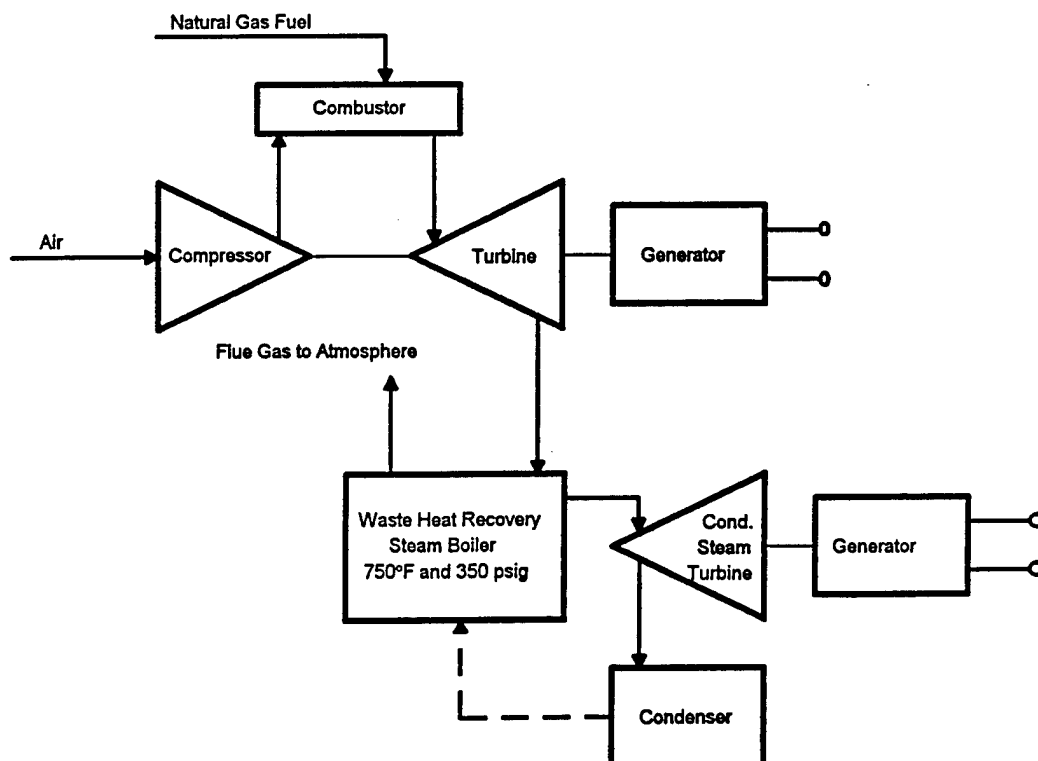 Natural Gas Fuel
Combustor
Air
Compressor
Turbine
Generator
Flue Gas to Atmosphere
Waste Heat Recovery
Steam Boiler
750°F and 350 psig
Cond.
Steam
Turbine
Generator
Condenser